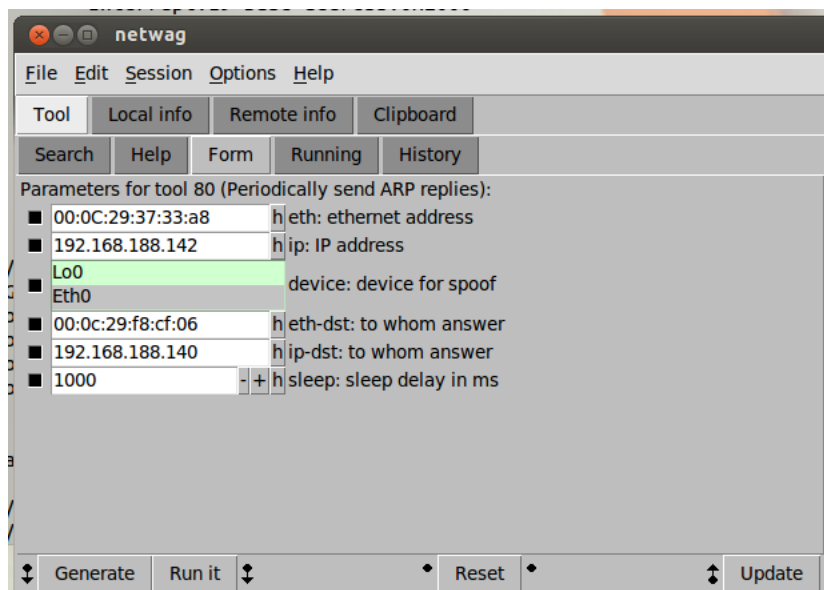 netwag
File Edit Session Options Help
Tool Local info Remote info Clipboard
Search Help Form Running History
Parameters for tool 80 (Periodically send ARP replies):
00:0C:29:37:33:a8 h eth: ethernet address
192.168.188.142 h ip: IP address
Lo0
Eth0
device: device for spoof
00:0c:29:f8:cf:06 h eth-dst: to whom answer
192.168.188.140 h ip-dst: to whom answer
1000 - + h sleep: sleep delay in ms
Generate Run it Reset Update